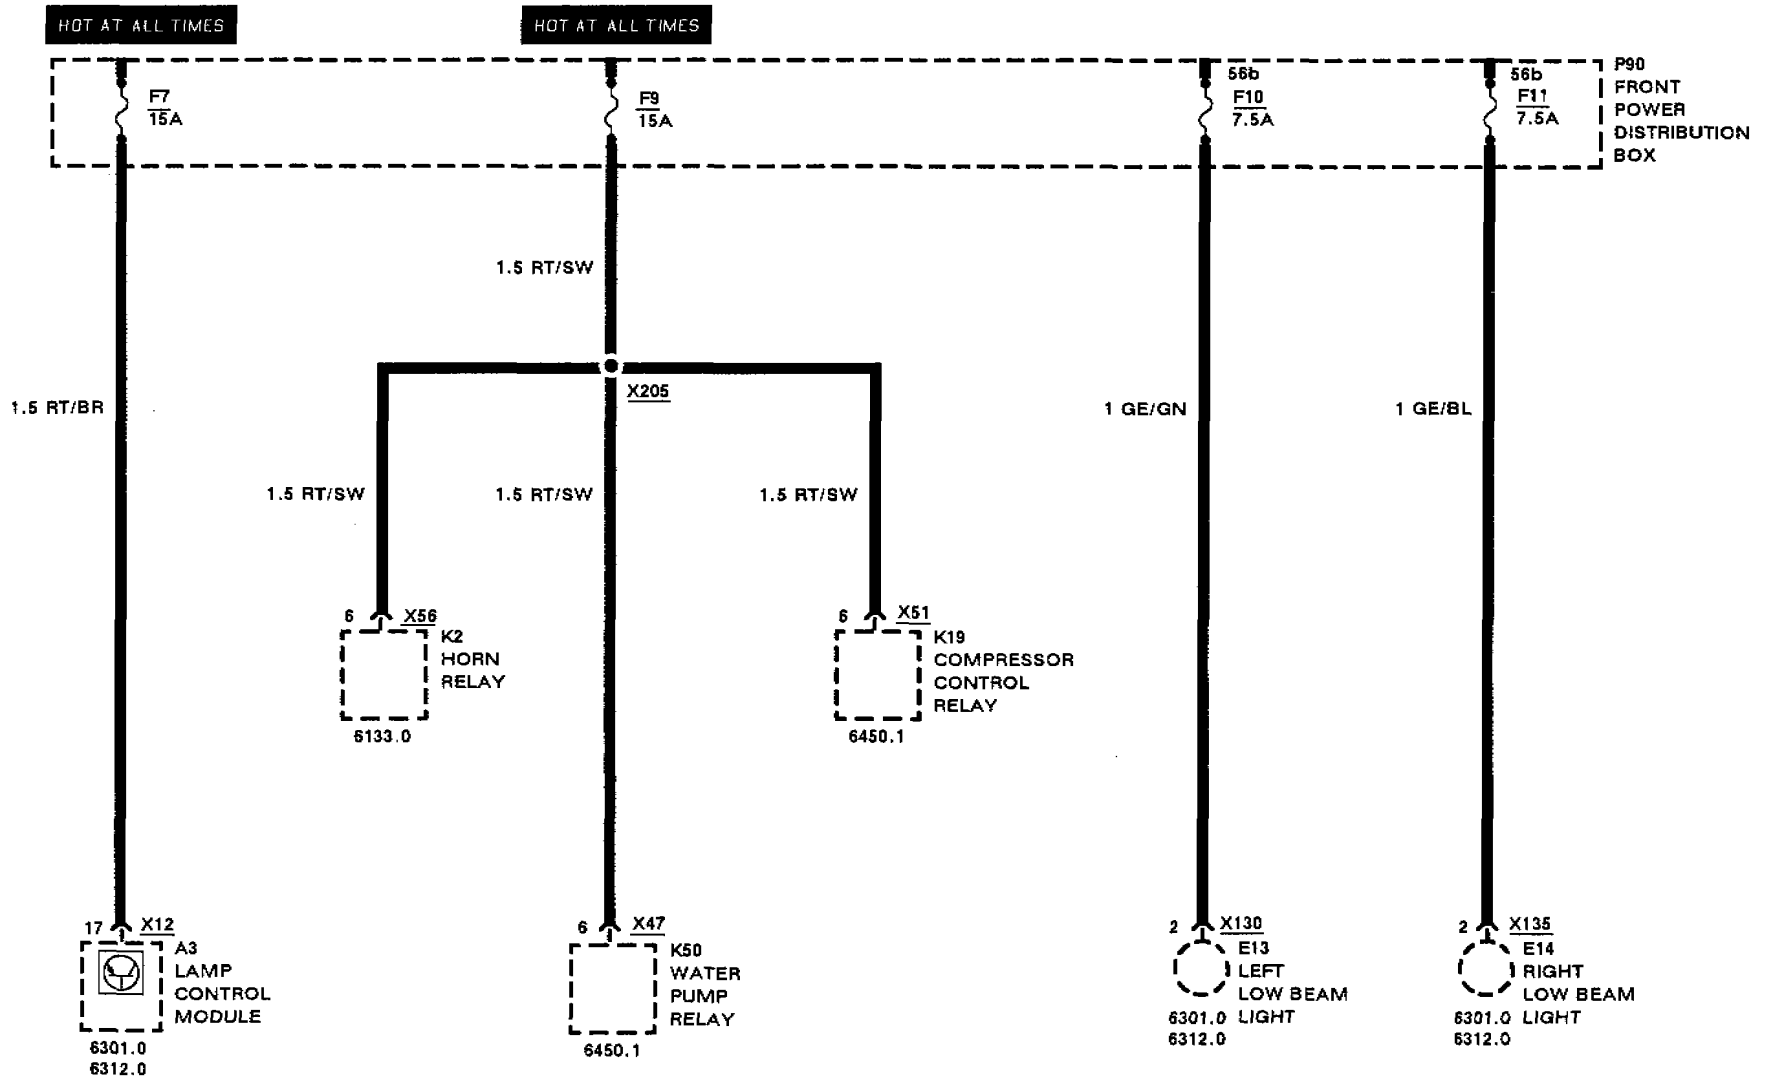 HOT AT ALL TIMES
HOT AT ALL TIMES
F7
15A
F9
15A
56b
F10
7.5A
56b
F11
7.5A
P90
FRONT
POWER
DISTRIBUTION
BOX
1.5 RT/SW
X205
1.5 RT/BR
1 GE/GN
1 GE/BL
1.5 RT/SW
1.5 RT/SW
1.5 RT/SW
6 X56
K2
HORN
RELAY
6133.0
6 X51
K19
COMPRESSOR
CONTROL
RELAY
6450.1
17 X12
A3
LAMP
CONTROL
MODULE
6301.0
6312.0
6 X47
K50
WATER
PUMP
RELAY
6450.1
2 X130
E13
LEFT
LOW BEAM
LIGHT
6301.0
6312.0
2 X135
E14
RIGHT
LOW BEAM
LIGHT
6301.0
6312.0